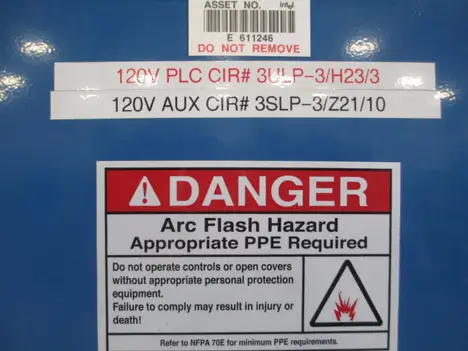 ASSET NO. intel.
E 611246
DO NOT REMOVE
120V PLC CIR# 3ULP-3/H23/3
120V AUX CIR# 3SLP-3/Z21/10
DANGER
Arc Flash Hazard
Appropriate PPE Required
Do not operate controls or open covers
without appropriate personal protection
equipment.
Failure to comply may result in injury or
death!
Refer to NFPA 70E for minimum PPE requirements.